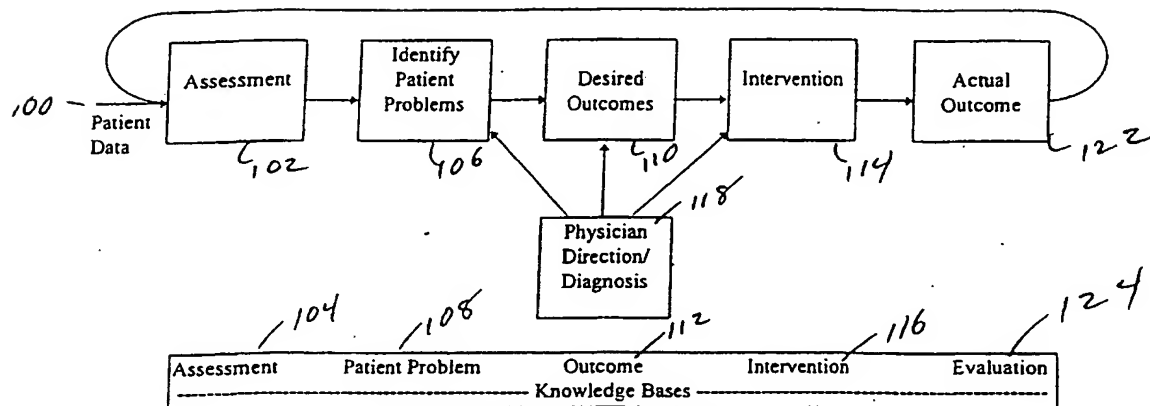 Assessment
Identify
Patient
Problems
Desired
Outcomes
Intervention
Actual
Outcome
100
Patient
Data
102
106
110
114
122
118
Physician
Direction/
Diagnosis
104
108
112
116
124
Assessment Patient Problem Outcome Intervention Evaluation
Knowledge Bases